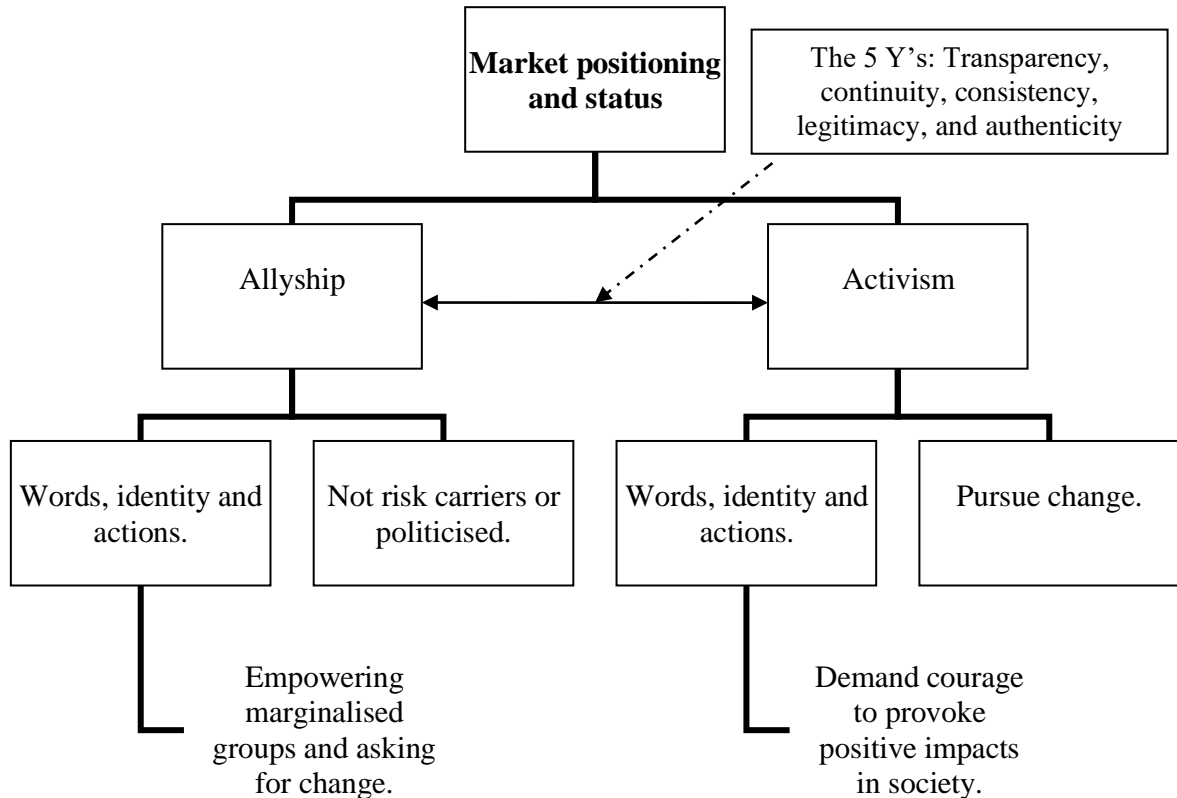 Market positioning
and status
The 5 Y’s: Transparency,
continuity, consistency,
legitimacy, and authenticity
Allyship
Activism
Words, identity and
actions.
Not risk carriers or
politicised.
Words, identity and
actions.
Pursue change.
Empowering
marginalised
groups and asking
for change.
Demand courage
to provoke
positive impacts
in society.